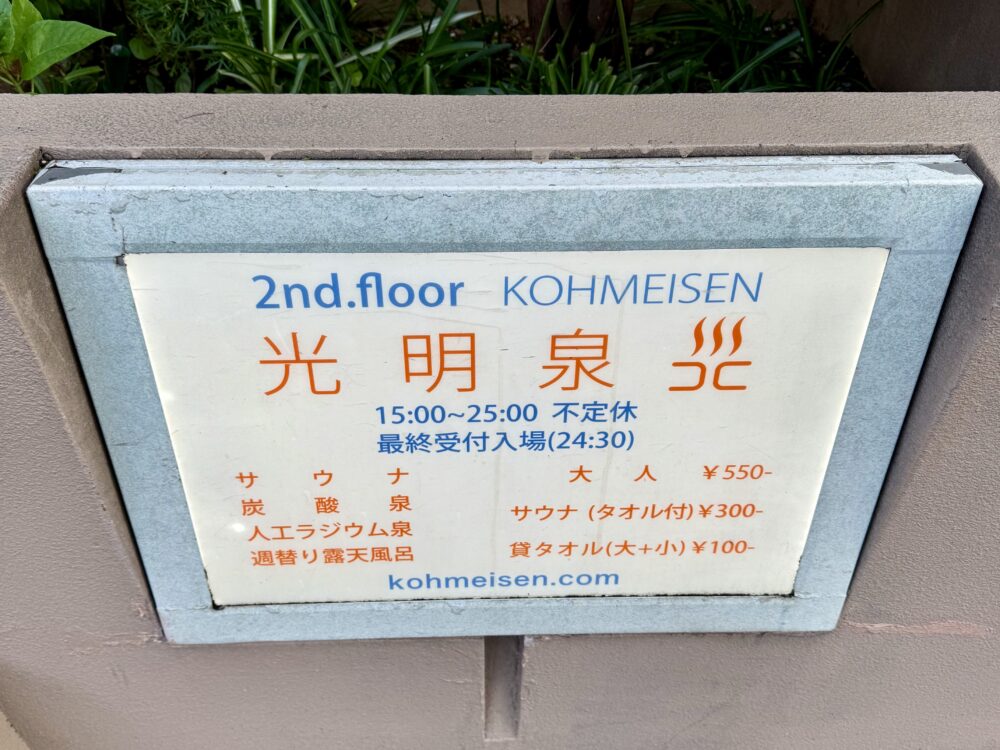 2nd.floor KOHMEISEN
光明泉
15:00~25:00 不定休
最終受付入場(24:30)
サウナ 大人 ¥550-
炭酸泉 サウナ (タオル付)¥300-
人工ラジウム泉
週替り露天風呂 貸タオル(大+小)¥100-
kohmeisen.com